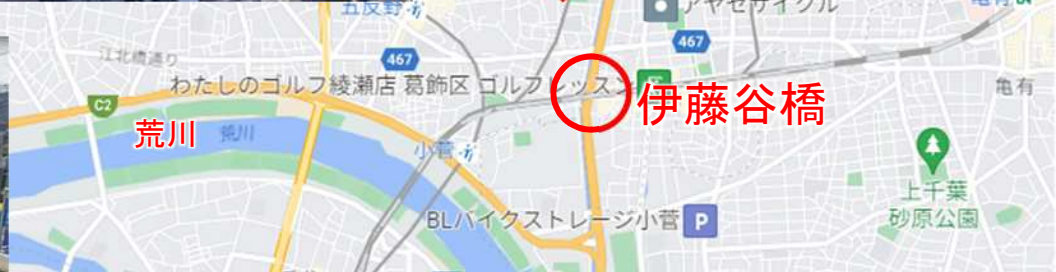 五反野
アヤセサイクル
467
江北橋通り
467
わたしのゴルフ綾瀬店 葛飾区 ゴルフレッスン
亀有
C2
伊藤谷橋
荒川
荒川
小菅
上千葉
砂原公園
BLバイクストレージ小菅 P